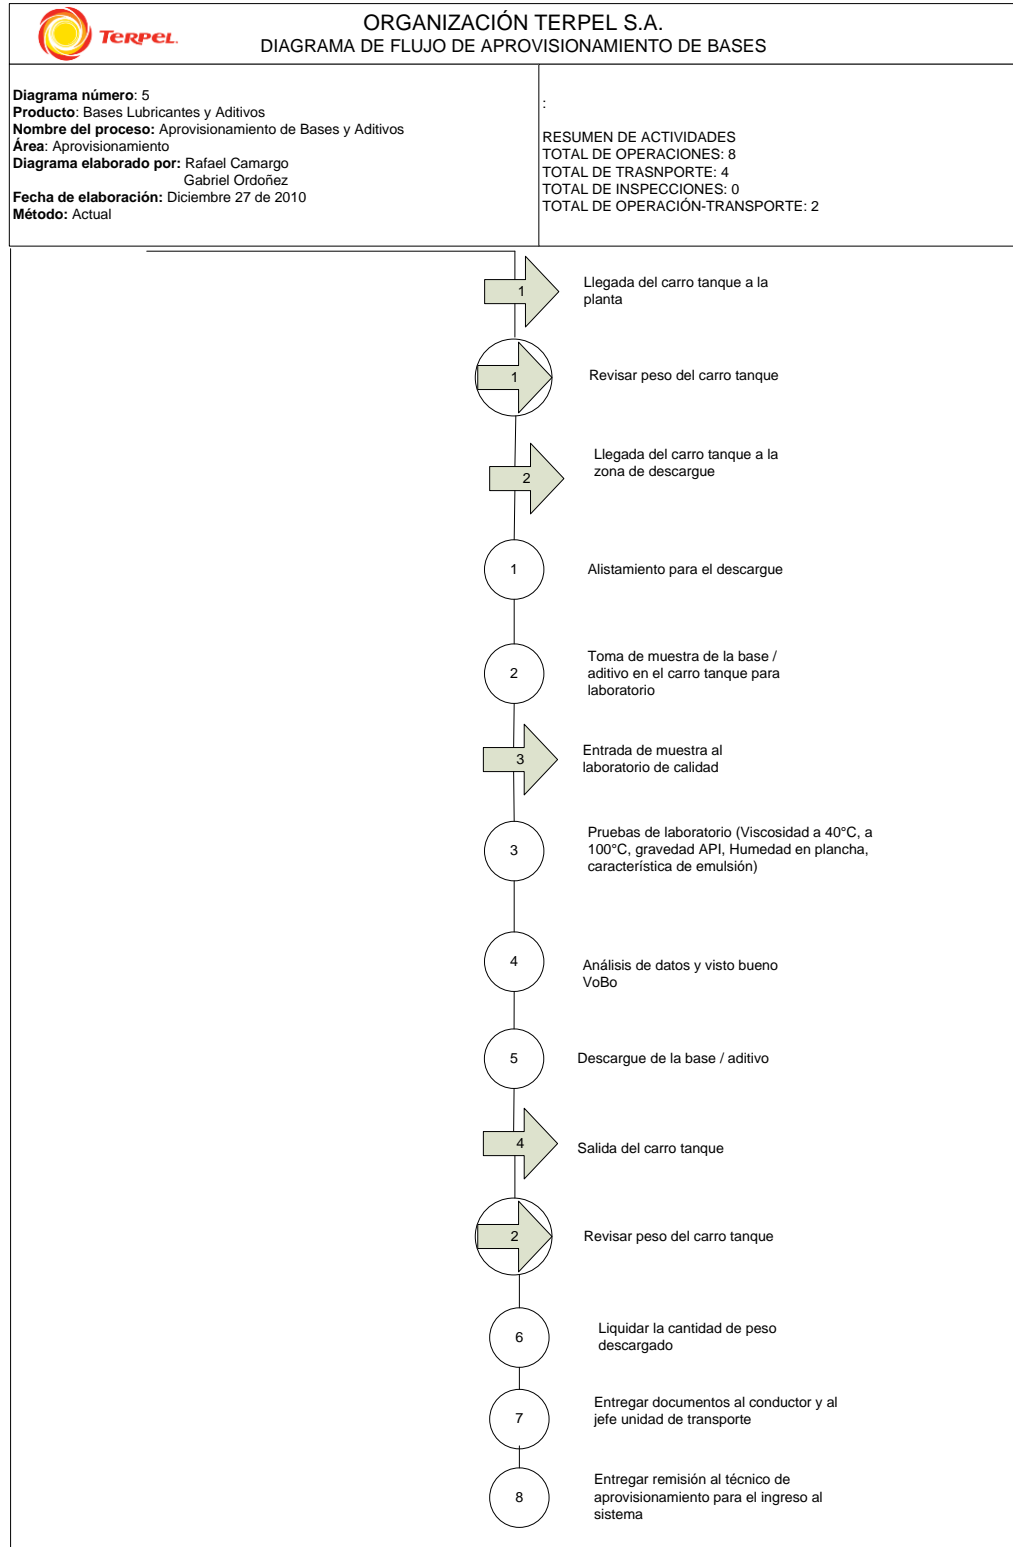 TERPEL
ORGANIZACIÓN TERPEL S.A.
DIAGRAMA DE FLUJO DE APROVISIONAMIENTO DE BASES
Diagrama número: 5
Producto: Bases Lubricantes y Aditivos
Nombre del proceso: Aprovisionamiento de Bases y Aditivos
Área: Aprovisionamiento
Diagrama elaborado por: Rafael Camargo
Gabriel Ordoñez
Fecha de elaboración: Diciembre 27 de 2010
Método: Actual
:
RESUMEN DE ACTIVIDADES
TOTAL DE OPERACIONES: 8
TOTAL DE TRASNPORTE: 4
TOTAL DE INSPECCIONES: 0
TOTAL DE OPERACIÓN-TRANSPORTE: 2
1
Llegada del carro tanque a la
planta
1
Revisar peso del carro tanque
2
Llegada del carro tanque a la
zona de descargue
1
Alistamiento para el descargue
2
Toma de muestra de la base /
aditivo en el carro tanque para
laboratorio
3
Entrada de muestra al
laboratorio de calidad
3
Pruebas de laboratorio (Viscosidad a 40°C, a
100°C, gravedad API, Humedad en plancha,
característica de emulsión)
4
Análisis de datos y visto bueno
VoBo
5
Descargue de la base / aditivo
4
Salida del carro tanque
2
Revisar peso del carro tanque
6
Liquidar la cantidad de peso
descargado
7
Entregar documentos al conductor y al
jefe unidad de transporte
8
Entregar remisión al técnico de
aprovisionamiento para el ingreso al
sistema